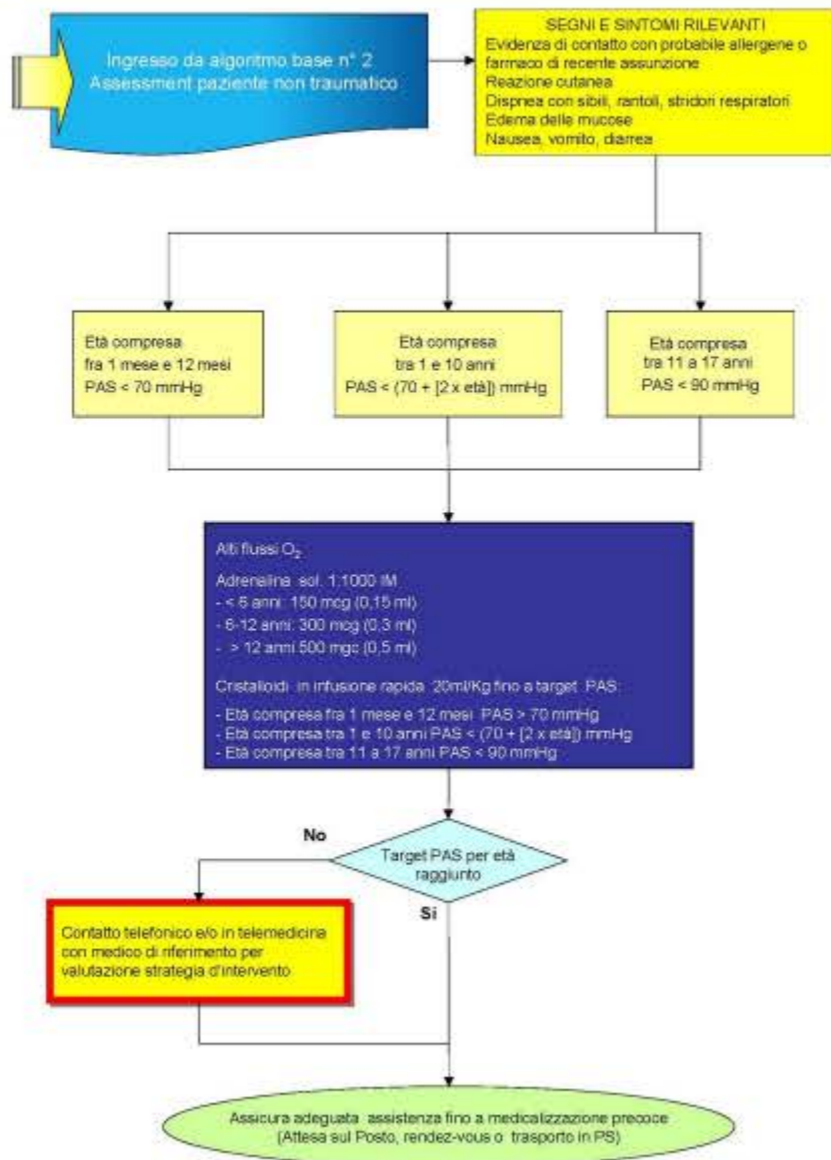 Ingresso da algoritmo base n° 2
Assessment paziente non traumatico
SEGNI E SINTOMI RILEVANTI
Evidenza di contatto con probabile allergene o
farmaco di recente assunzione
Reazione cutanea
Dispnea con sibili, rantoli, stridori respiratori
Edema delle mucose
Nausea, vomito, diarrea
Età compresa
fra 1 mese e 12 mesi
PAS < 70 mmHg
Età compresa
tra 1 e 10 anni
PAS < (70 + [2 x età]) mmHg
Età compresa
tra 11 a 17 anni
PAS < 90 mmHg
Alti flussi O₂
Adrenalina sol. 1:1000 IM
- < 6 anni: 150 mcg (0,15 ml)
- 6-12 anni: 300 mcg (0,3 ml)
- > 12 anni 500 mgc (0,5 ml)
Cristalloidi in infusione rapida 20ml/Kg fino a target PAS:
- Età compresa fra 1 mese e 12 mesi PAS > 70 mmHg
- Età compresa tra 1 e 10 anni PAS < (70 + [2 x età]) mmHg
- Età compresa tra 11 a 17 anni PAS < 90 mmHg
No
Target PAS per età
raggiunto
Si
Contatto telefonico e/o in telemedicina
con medico di riferimento per
valutazione strategia d'intervento
Assicura adeguata assistenza fino a medicalizzazione precoce
(Attesa sul Posto, rendez-vous o trasporto in PS)